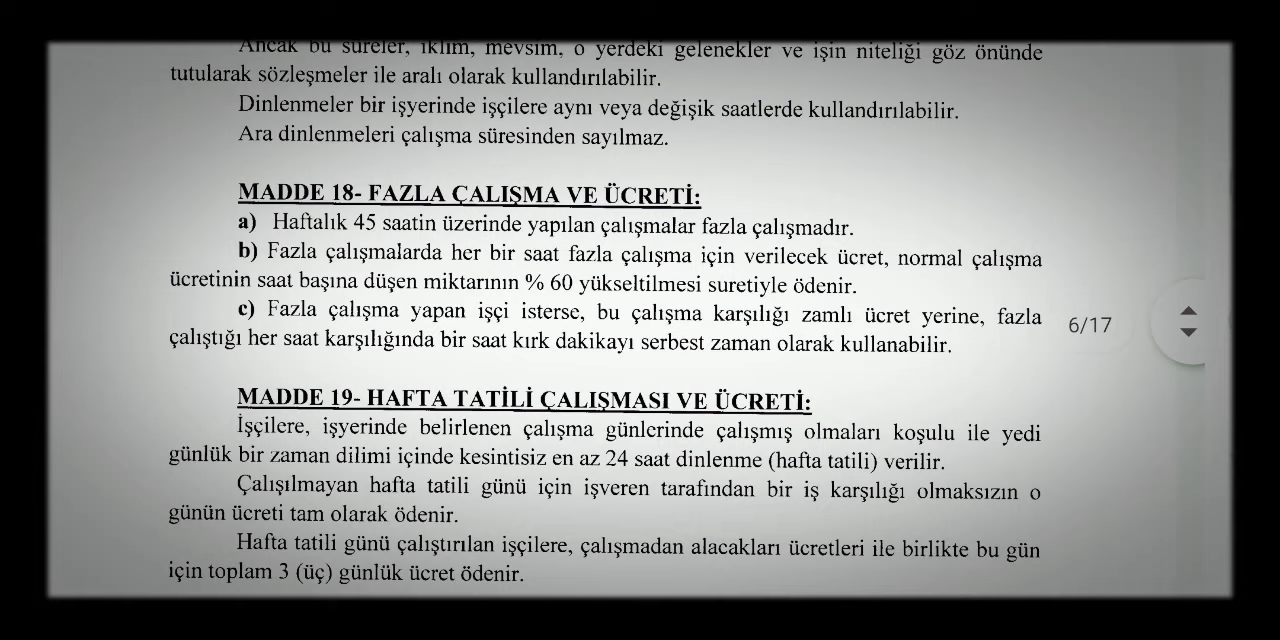 Ancak bu süreler, iklim, mevsim, o yerdeki gelenekler ve işin niteliği göz önünde
tutularak sözleşmeler ile aralı olarak kullandırılabilir.
Dinlenmeler bir işyerinde işçilere aynı veya değişik saatlerde kullandırılabilir.
Ara dinlenmeleri çalışma süresinden sayılmaz.
MADDE 18- FAZLA ÇALIŞMA VE ÜCRETİ:
a) Haftalık 45 saatin üzerinde yapılan çalışmalar fazla çalışmadır.
b) Fazla çalışmalarda her bir saat fazla çalışma için verilecek ücret, normal çalışma
ücretinin saat başına düşen miktarının % 60 yükseltilmesi suretiyle ödenir.
c) Fazla çalışma yapan işçi isterse, bu çalışma karşılığı zamlı ücret yerine, fazla
çalıştığı her saat karşılığında bir saat kırk dakikayı serbest zaman olarak kullanabilir.
6/17
MADDE 19- HAFTA TATİLİ ÇALIŞMASI VE ÜCRETİ:
İşçilere, işyerinde belirlenen çalışma günlerinde çalışmış olmaları koşulu ile yedi
günlük bir zaman dilimi içinde kesintisiz en az 24 saat dinlenme (hafta tatili) verilir.
Çalışılmayan hafta tatili günü için işveren tarafından bir iş karşılığı olmaksızın o
günün ücreti tam olarak ödenir.
Hafta tatili günü çalıştırılan işçilere, çalışmadan alacakları ücretleri ile birlikte bu gün
için toplam 3 (üç) günlük ücret ödenir.